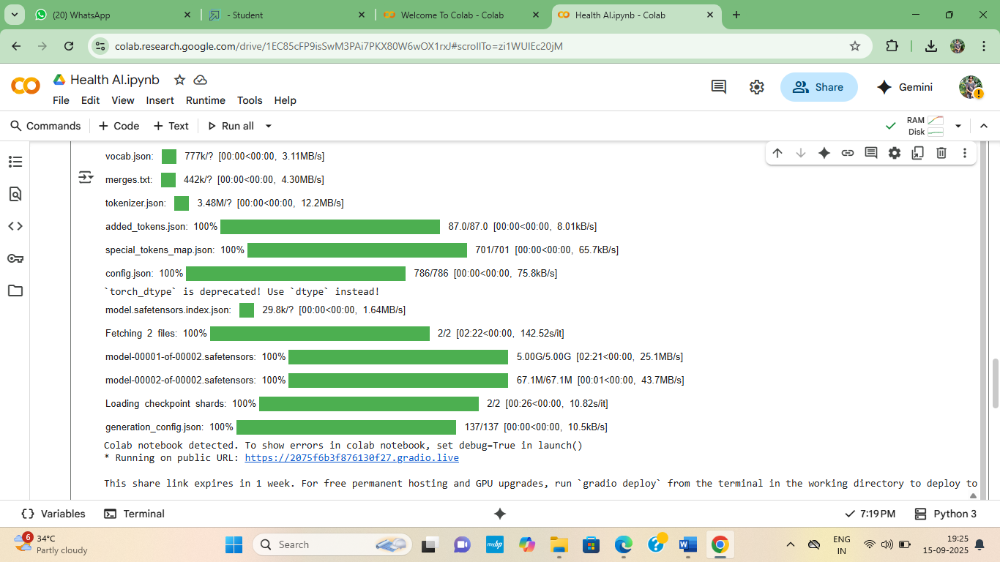 (20) WhatsApp
- Student
Welcome To Colab - Colab
Health AI.ipynb - Colab
colab.research.google.com/drive/1EC85cFP9isSwM3PAi7PKX80W6wOX1rxJ#scrollTo=zi1WUIEc20jM
Health AI.ipynb
File Edit View Insert Runtime Tools Help
Share
Gemini
Commands + Code + Text Run all
RAM
Disk
vocab.json: 777k/? [00:00<00:00, 3.11MB/s]
merges.txt: 442k/? [00:00<00:00, 4.30MB/s]
tokenizer.json: 3.48M/? [00:00<00:00, 12.2MB/s]
added_tokens.json: 100% 87.0/87.0 [00:00<00:00, 8.01kB/s]
special_tokens_map.json: 100% 701/701 [00:00<00:00, 65.7kB/s]
config.json: 100% 786/786 [00:00<00:00, 75.8kB/s]
`torch_dtype` is deprecated! Use `dtype` instead!
model.safetensors.index.json: 29.8k/? [00:00<00:00, 1.64MB/s]
Fetching 2 files: 100% 2/2 [02:22<00:00, 142.52s/it]
model-00001-of-00002.safetensors: 100% 5.00G/5.00G [02:21<00:00, 25.1MB/s]
model-00002-of-00002.safetensors: 100% 67.1M/67.1M [00:01<00:00, 43.7MB/s]
Loading checkpoint shards: 100% 2/2 [00:26<00:00, 10.82s/it]
generation_config.json: 100% 137/137 [00:00<00:00, 10.5kB/s]
Colab notebook detected. To show errors in colab notebook, set debug=True in launch()
* Running on public URL: https://2075f6b3f876130f27.gradio.live
This share link expires in 1 week. For free permanent hosting and GPU upgrades, run `gradio deploy` from the terminal in the working directory to deploy to
{} Variables Terminal
7:19 PM Python 3
6
34°C
Partly cloudy
Search
myhp
ENG
IN
19:25
15-09-2025